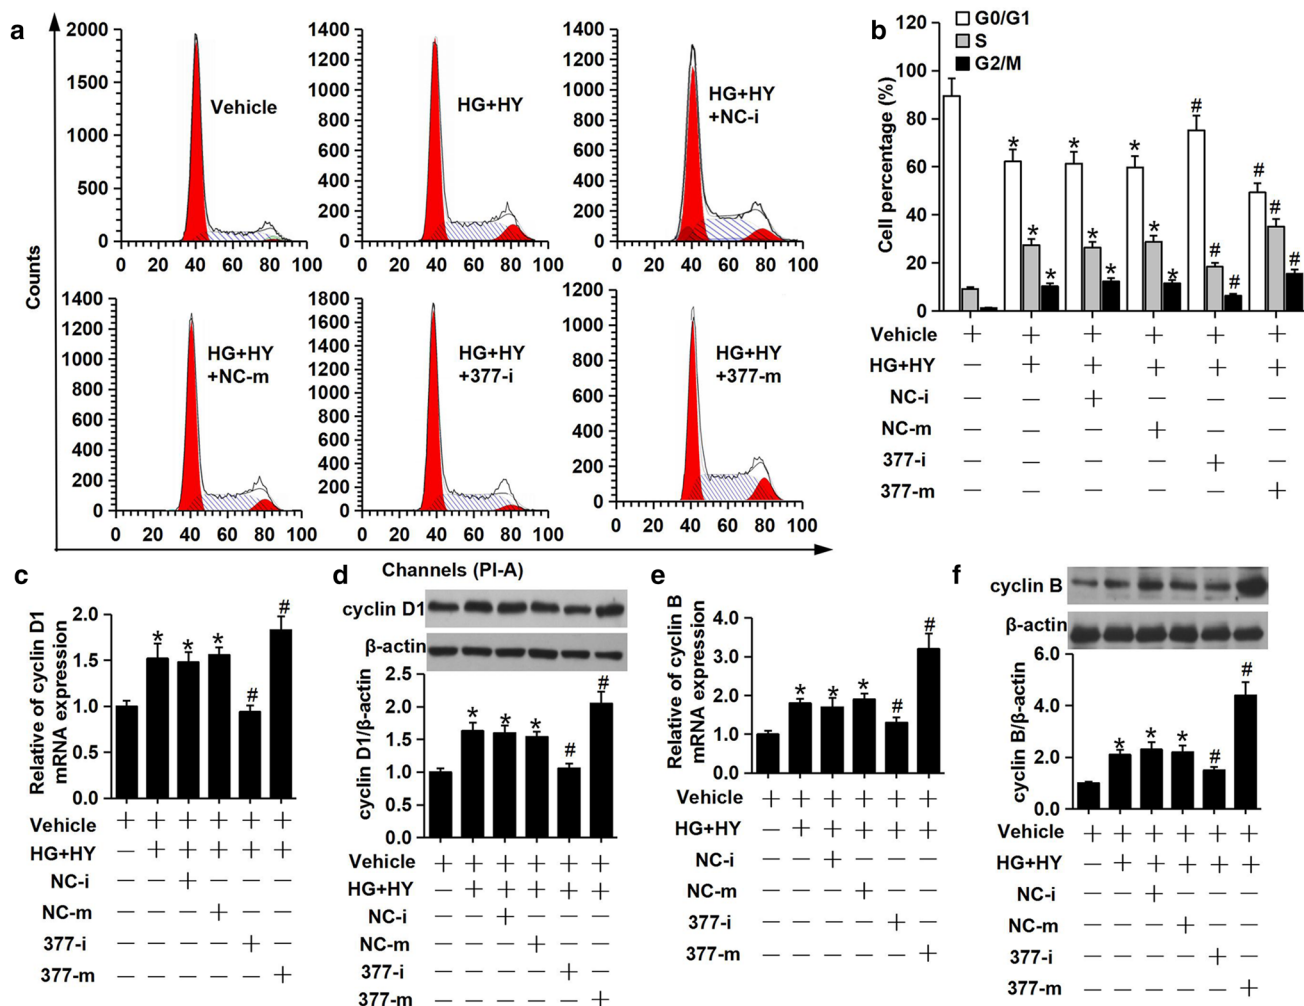 a
Counts
2000
1500
1000
500
0
0 20 40 60 80 100
Vehicle
1400
1200
1000
800
600
400
200
0
0 20 40 60 80 100
HG+HY
1400
1200
1000
800
600
400
200
0
0 20 40 60 80 100
HG+HY
+NC-i
1400
1200
1000
800
600
400
200
0
0 20 40 60 80 100
HG+HY
+NC-m
1800
1600
1400
1200
1000
800
600
400
200
0
0 20 40 60 80 100
HG+HY
+377-i
1200
1000
800
600
400
200
0
0 20 40 60 80 100
HG+HY
+377-m
Channels (PI-A)
b
Cell percentage (%)
120
100
80
60
40
20
0
G0/G1
S
G2/M
* * *
* * *
* * *
# # #
# # #
Vehicle + + + + + +
HG+HY — + + + + +
NC-i — — + — — —
NC-m — — — + — —
377-i — — — — + —
377-m — — — — — +
c
Relative of cyclin D1
mRNA expression
2.0
1.5
1.0
0.5
0.0
* * * # #
Vehicle + + + + + +
HG+HY — + + + + +
NC-i — — + — — —
NC-m — — — + — —
377-i — — — — + —
377-m — — — — — +
d
cyclin D1
β-actin
cyclin D1/β-actin
2.5
2.0
1.5
1.0
0.5
0.0
* * * # #
Vehicle + + + + + +
HG+HY — + + + + +
NC-i — — + — — —
NC-m — — — + — —
377-i — — — — + —
377-m — — — — — +
e
Relative of cyclin B
mRNA expression
4.0
3.0
2.0
1.0
0.0
* * * # #
Vehicle + + + + + +
HG+HY — + + + + +
NC-i — — + — — —
NC-m — — — + — —
377-i — — — — + —
377-m — — — — — +
f
cyclin B
β-actin
cyclin B/β-actin
6.0
4.0
2.0
0.0
* * * # #
Vehicle + + + + + +
HG+HY — + + + + +
NC-i — — + — — —
NC-m — — — + — —
377-i — — — — + —
377-m — — — — — +